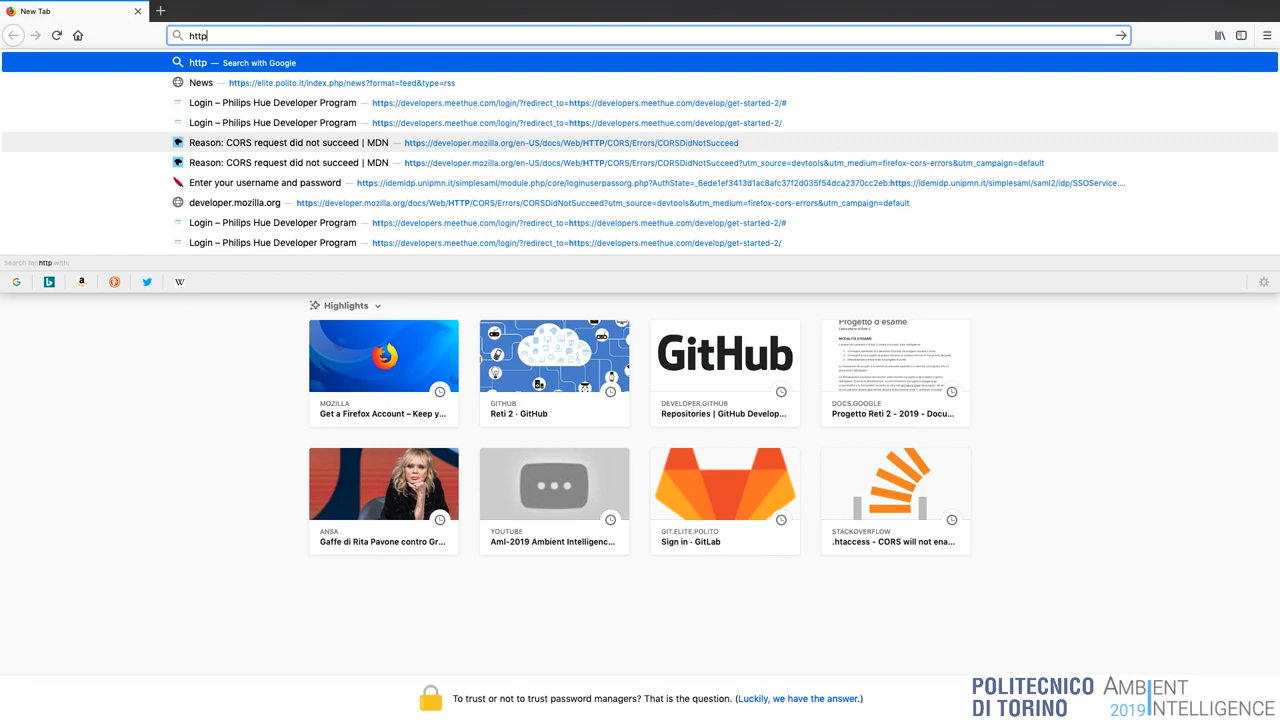 New Tab
http
http — Search with Google
News — https://elite.polito.it/index.php/news?format=feed&type=rss
Login – Philips Hue Developer Program — https://developers.meethue.com/login/?redirect_to=https://developers.meethue.com/develop/get-started-2/#
Login – Philips Hue Developer Program — https://developers.meethue.com/login/?redirect_to=https://developers.meethue.com/develop/get-started-2/
Reason: CORS request did not succeed | MDN — https://developer.mozilla.org/en-US/docs/Web/HTTP/CORS/Errors/CORSDidNotSucceed
Reason: CORS request did not succeed | MDN — https://developer.mozilla.org/en-US/docs/Web/HTTP/CORS/Errors/CORSDidNotSucceed?utm_source=devtools&utm_medium=firefox-cors-errors&utm_campaign=default
Enter your username and password — https://idemidp.unipmn.it/simplesaml/module.php/core/loginuserpassorg.php?AuthState=_6ede1ef3413d1ac8afc37f2d035f54dca2370cc2eb:https://idemidp.unipmn.it/simplesaml/saml2/idp/SSOService....
developer.mozilla.org — https://developer.mozilla.org/docs/Web/HTTP/CORS/Errors/CORSDidNotSucceed?utm_source=devtools&utm_medium=firefox-cors-errors&utm_campaign=default
Login – Philips Hue Developer Program — https://developers.meethue.com/login/?redirect_to=https://developers.meethue.com/develop/get-started-2/#
Login – Philips Hue Developer Program — https://developers.meethue.com/login/?redirect_to=https://developers.meethue.com/develop/get-started-2/
Search for http with:
Highlights
GitHub
Progetto d'esame
MOZILLA
Get a Firefox Account – Keep y...
GITHUB
Reti 2 · GitHub
DEVELOPER.GITHUB
Repositories | GitHub Develop...
DOCS.GOOGLE
Progetto Reti 2 - 2019 - Docu...
ANSA
Gaffe di Rita Pavone contro Gr...
YOUTUBE
AmI-2019 Ambient Intelligenc...
GIT.ELITE.POLITO
Sign in · GitLab
STACKOVERFLOW
.htaccess - CORS will not ena...
To trust or not to trust password managers? That is the question. (Luckily, we have the answer.)
POLITECNICO
DI TORINO
AMBIENT
2019 INTELLIGENCE